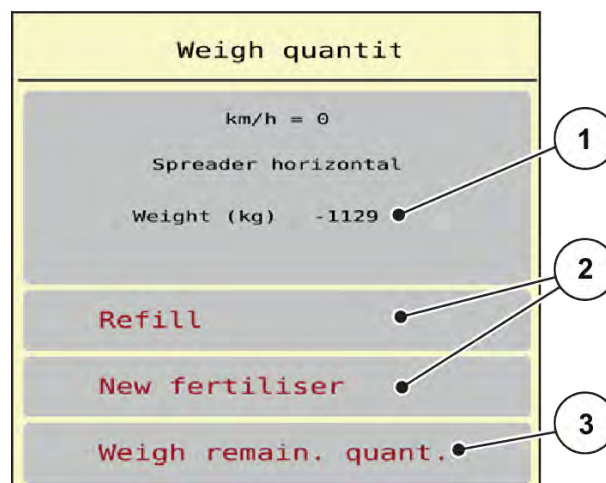 Weigh quantit
km/h = 0
Spreader horizontal
Weight (kg) -1129
1
2
Refill
New fertiliser
3
Weigh remain. quant.